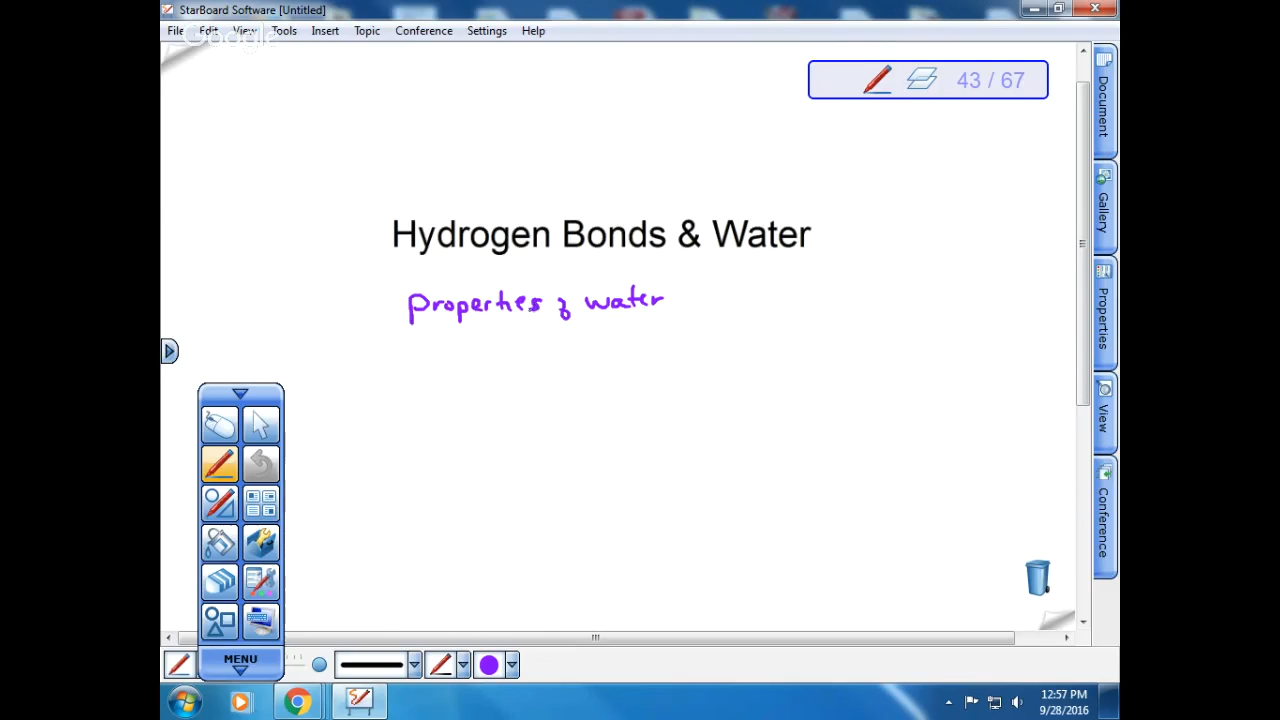 StarBoard Software [Untitled]
File Edit View Tools Insert Topic Conference Settings Help
Google
43 / 67
Document
Gallery
Properties
View
Conference
Hydrogen Bonds & Water
properties of water
MENU
12:57 PM
9/28/2016